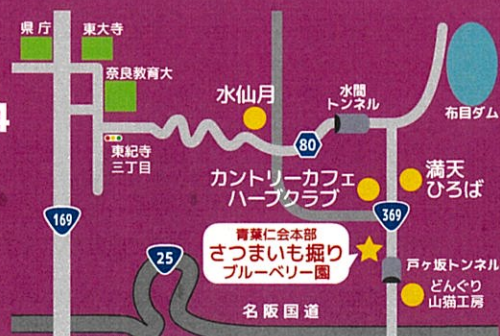 県庁
東大寺
奈良教育大
4
東紀寺
三丁目
水仙月
水間
トンネル
布目ダム
80
カントリーカフェ
ハーブクラブ
満天
ひろば
169
369
25
青葉仁会本部
さつまいも掘り
ブルーベリー園
戸ヶ坂トンネル
どんぐり
山猫工房
名阪国道